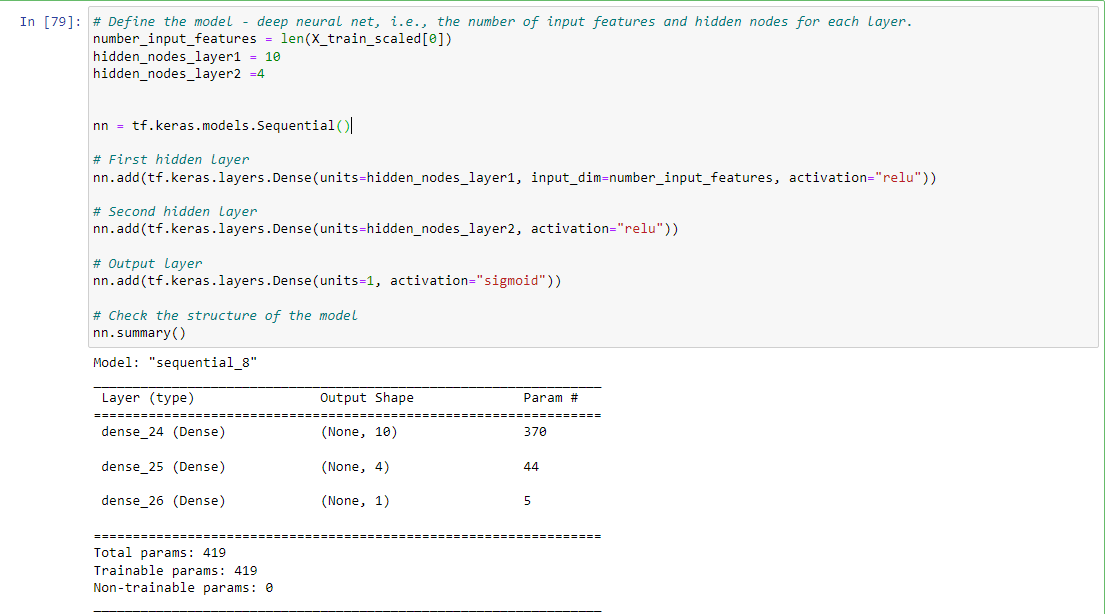 In [79]: # Define the model - deep neural net, i.e., the number of input features and hidden nodes for each layer.
number_input_features = len(X_train_scaled[0])
hidden_nodes_layer1 = 10
hidden_nodes_layer2 =4
nn = tf.keras.models.Sequential()
# First hidden layer
nn.add(tf.keras.layers.Dense(units=hidden_nodes_layer1, input_dim=number_input_features, activation="relu"))
# Second hidden layer
nn.add(tf.keras.layers.Dense(units=hidden_nodes_layer2, activation="relu"))
# Output layer
nn.add(tf.keras.layers.Dense(units=1, activation="sigmoid"))
# Check the structure of the model
nn.summary()
Model: "sequential_8"
_________________________________________________________________
Layer (type) Output Shape Param #
=================================================================
dense_24 (Dense) (None, 10) 370
dense_25 (Dense) (None, 4) 44
dense_26 (Dense) (None, 1) 5
=================================================================
Total params: 419
Trainable params: 419
Non-trainable params: 0
_________________________________________________________________